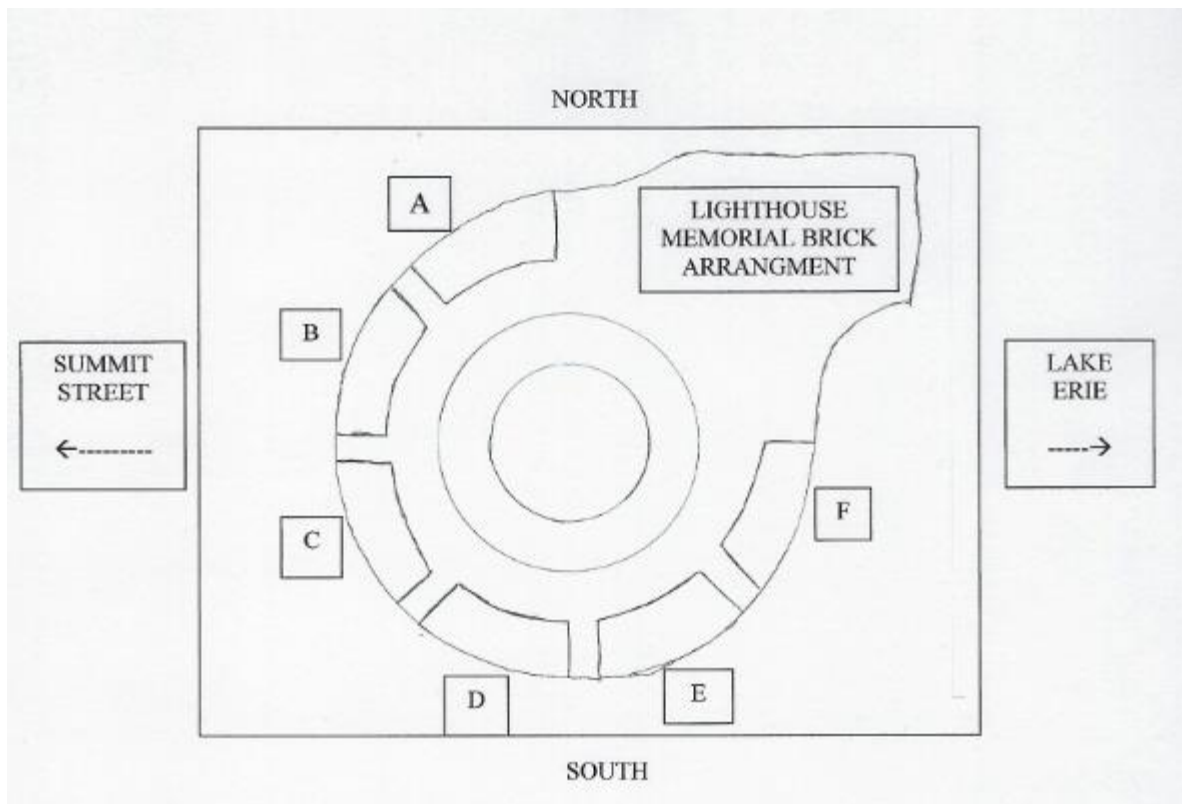 NORTH
A
LIGHTHOUSE
MEMORIAL BRICK
ARRANGMENT
B
SUMMIT
STREET
←---------
LAKE
ERIE
-----→
C
F
D
E
SOUTH